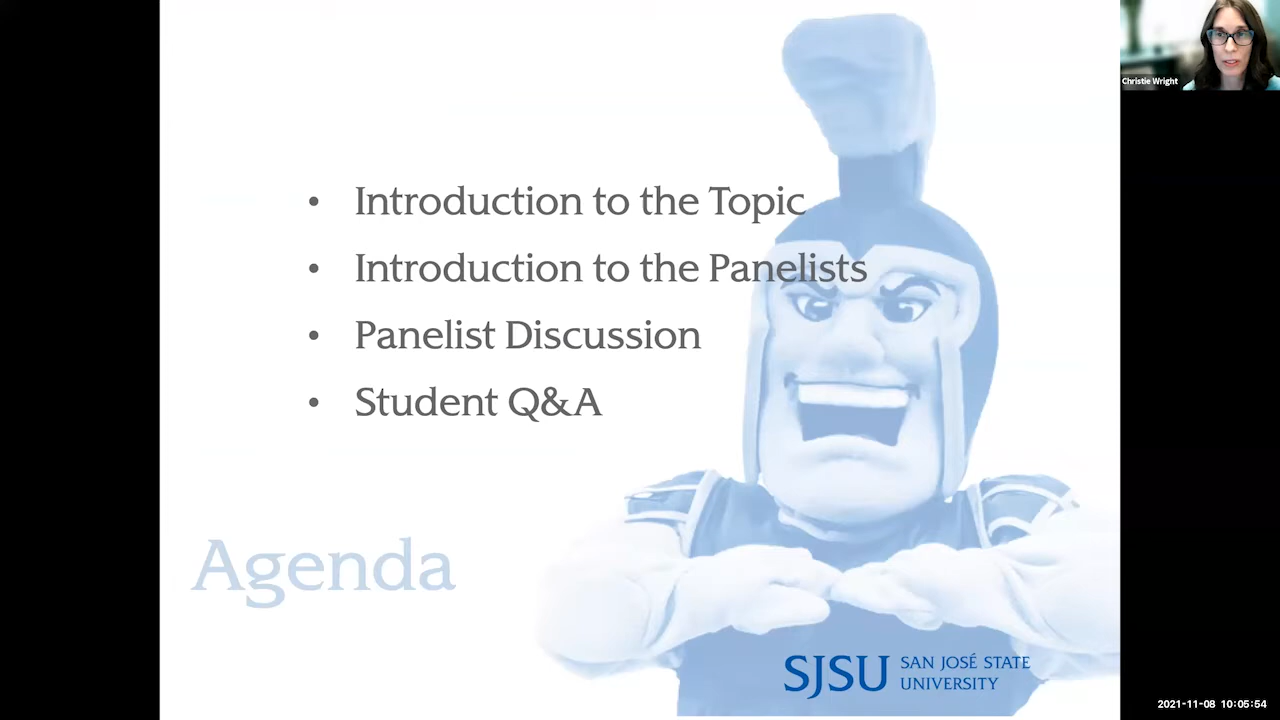 Christie Wright
• Introduction to the Topic
• Introduction to the Panelists
• Panelist Discussion
• Student Q&A
Agenda
SJSU SAN JOSÉ STATE
UNIVERSITY
2021-11-08 10:05:54